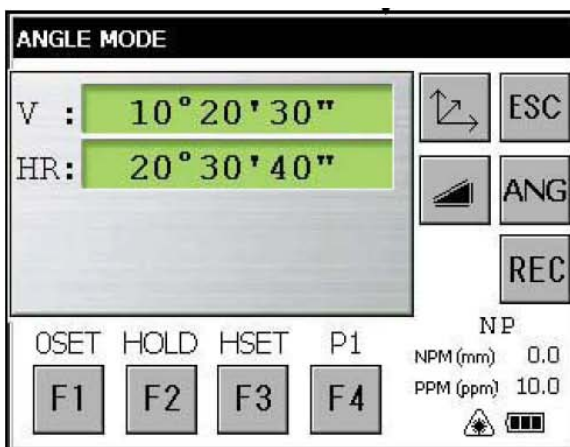 ANGLE MODE
V : 10°20'30"
HR: 20°30'40"
ESC
ANG
REC
0SET HOLD HSET P1
F1 F2 F3 F4
NP
NPM (mm) 0.0
PPM (ppm) 10.0